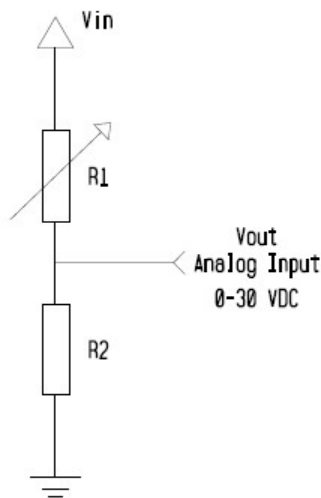 Vin
R1
Vout
Analog Input
0-30 VDC
R2